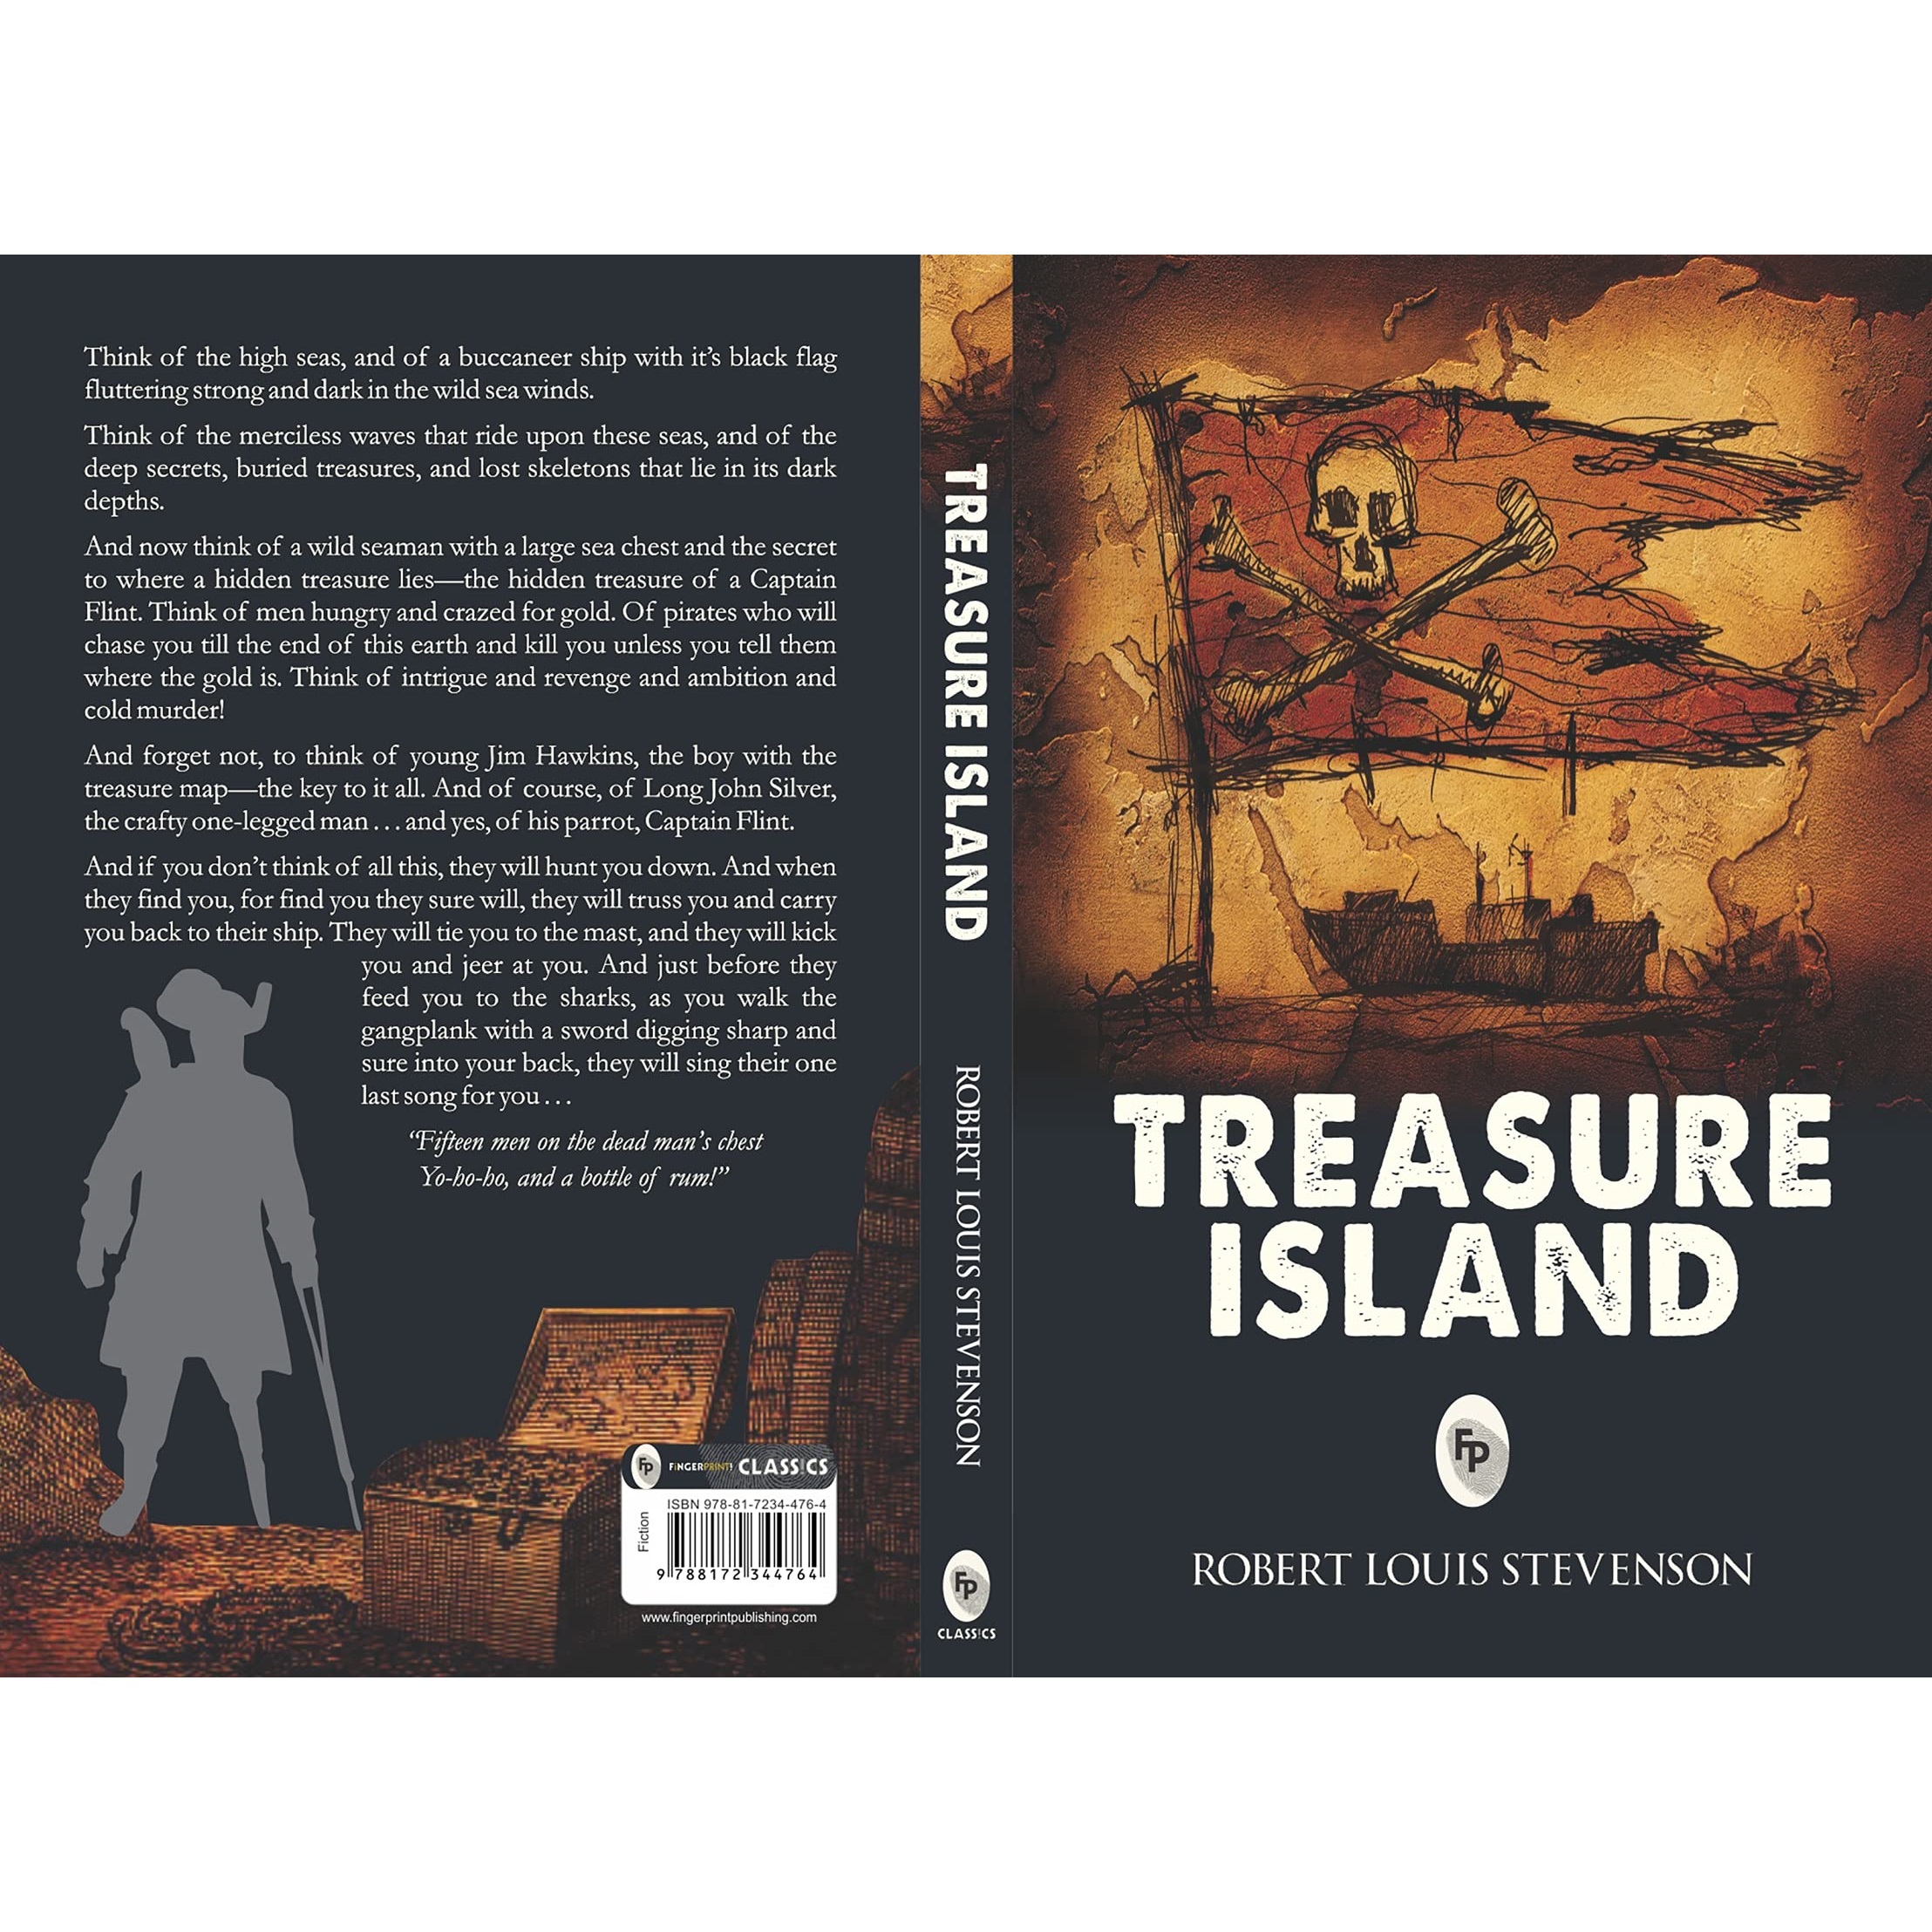 Think of the high seas, and of a buccaneer ship with it’s black flag
fluttering strong and dark in the wild sea winds.
Think of the merciless waves that ride upon these seas, and of the
deep secrets, buried treasures, and lost skeletons that lie in its dark
depths.
And now think of a wild seaman with a large sea chest and the secret
to where a hidden treasure lies—the hidden treasure of a Captain
Flint. Think of men hungry and crazed for gold. Of pirates who will
chase you till the end of this earth and kill you unless you tell them
where the gold is. Think of intrigue and revenge and ambition and
cold murder!
And forget not, to think of young Jim Hawkins, the boy with the
treasure map—the key to it all. And of course, of Long John Silver,
the crafty one-legged man . . . and yes, of his parrot, Captain Flint.
And if you don’t think of all this, they will hunt you down. And when
they find you, for find you they sure will, they will truss you and carry
you back to their ship. They will tie you to the mast, and they will kick
you and jeer at you. And just before they
feed you to the sharks, as you walk the
gangplank with a sword digging sharp and
sure into your back, they will sing their one
last song for you . . .
“Fifteen men on the dead man’s chest
Yo-ho-ho, and a bottle of rum!”
FP FiNGERPRINT! CLASSiCS
ISBN 978-81-7234-476-4
Fiction
9 788172 344764
www.fingerprintpublishing.com
TREASURE ISLAND
ROBERT LOUIS STEVENSON
FP
CLASSiCS
TREASURE
ISLAND
FP
ROBERT LOUIS STEVENSON